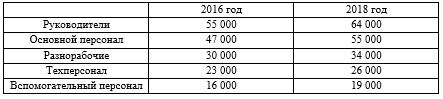 2016 год 2018 год
Руководители 55 000 64 000
Основной персонал 47 000 55 000
Разнорабочие 30 000 34 000
Техперсонал 23 000 26 000
Вспомогательный персонал 16 000 19 000